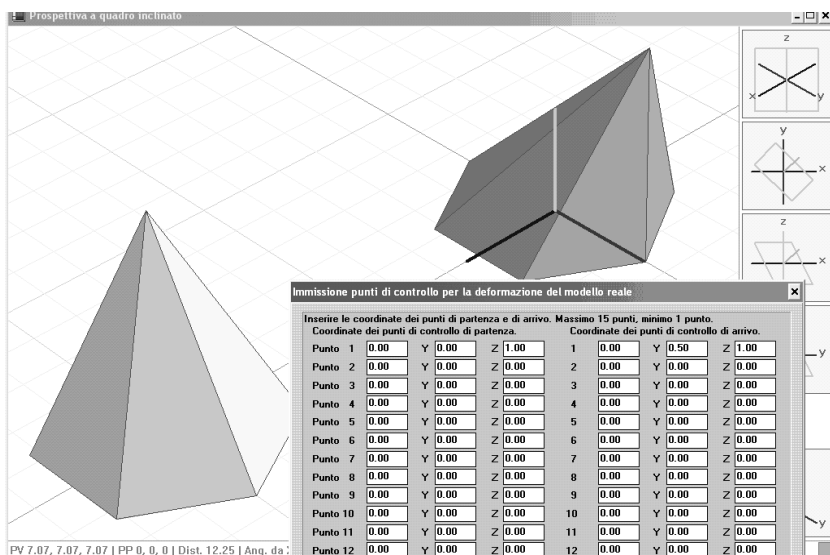 Prospettiva a quadro inclinato
z
x y
y
x
z
x
y
y
Immissione punti di controllo per la deformazione del modello reale
Inserire le coordinate dei punti di partenza e di arrivo. Massimo 15 punti, minimo 1 punto.
Coordinate dei punti di controllo di partenza. Coordinate dei punti di controllo di arrivo.
Punto 1 0.00 Y 0.00 Z 1.00 1 0.00 Y 0.50 Z 1.00
Punto 2 0.00 Y 0.00 Z 0.00 2 0.00 Y 0.00 Z 0.00
Punto 3 0.00 Y 0.00 Z 0.00 3 0.00 Y 0.00 Z 0.00
Punto 4 0.00 Y 0.00 Z 0.00 4 0.00 Y 0.00 Z 0.00
Punto 5 0.00 Y 0.00 Z 0.00 5 0.00 Y 0.00 Z 0.00
Punto 6 0.00 Y 0.00 Z 0.00 6 0.00 Y 0.00 Z 0.00
Punto 7 0.00 Y 0.00 Z 0.00 7 0.00 Y 0.00 Z 0.00
Punto 8 0.00 Y 0.00 Z 0.00 8 0.00 Y 0.00 Z 0.00
Punto 9 0.00 Y 0.00 Z 0.00 9 0.00 Y 0.00 Z 0.00
Punto 10 0.00 Y 0.00 Z 0.00 10 0.00 Y 0.00 Z 0.00
Punto 11 0.00 Y 0.00 Z 0.00 11 0.00 Y 0.00 Z 0.00
Punto 12 0.00 Y 0.00 Z 0.00 12 0.00 Y 0.00 Z 0.00
PV 7.07, 7.07, 7.07 | PP 0, 0, 0 | Dist. 12.25 | Ang. da